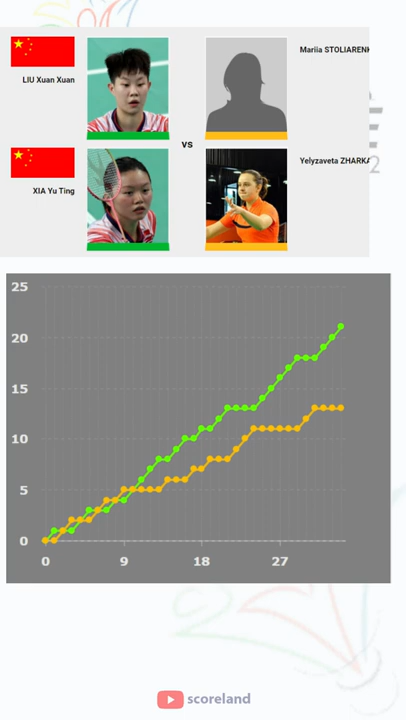 LIU Xuan Xuan
Mariia STOLIARENK
vs
XIA Yu Ting
Yelyzaveta ZHARKA
E
2
25
20
15
10
5
0
0 9 18 27
scoreland